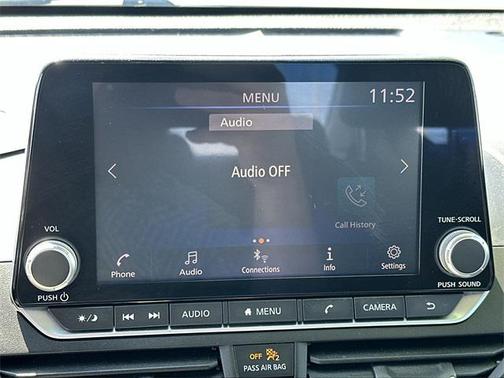 MENU 11:52
Audio
Audio OFF
Call History
VOL
TUNE·SCROLL
Phone Audio Connections Info Settings
PUSH
PUSH SOUND
AUDIO MENU CAMERA
OFF 2
PASS AIR BAG